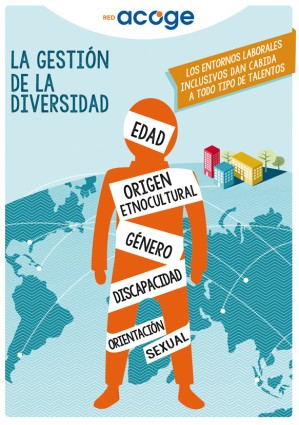 RED acoge
LA GESTIÓN
DE LA
DIVERSIDAD
LOS ENTORNOS LABORALES
INCLUSIVOS DAN CABIDA
A TODO TIPO DE TALENTOS
EDAD
ORIGEN
ETNOCULTURAL
GÉNERO
DISCAPACIDAD
ORIENTACIÓN
SEXUAL